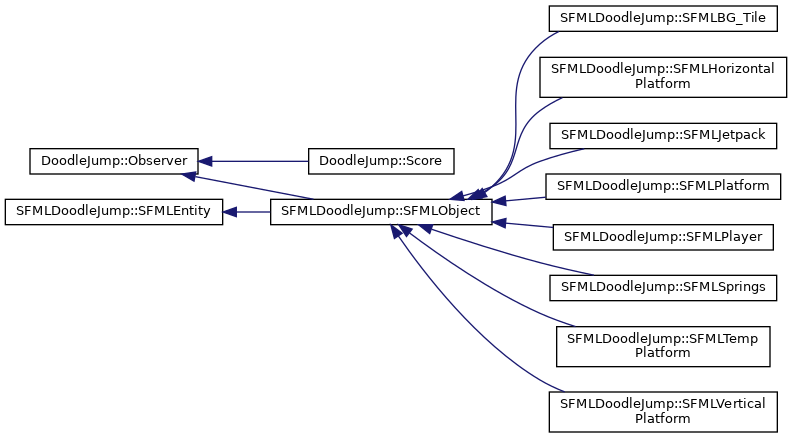 SFMLDoodleJump::SFMLBG_Tile
SFMLDoodleJump::SFMLHorizontal
Platform
SFMLDoodleJump::SFMLJetpack
DoodleJump::Observer
DoodleJump::Score
SFMLDoodleJump::SFMLPlatform
SFMLDoodleJump::SFMLEntity
SFMLDoodleJump::SFMLObject
SFMLDoodleJump::SFMLPlayer
SFMLDoodleJump::SFMLSprings
SFMLDoodleJump::SFMLTemp
Platform
SFMLDoodleJump::SFMLVertical
Platform